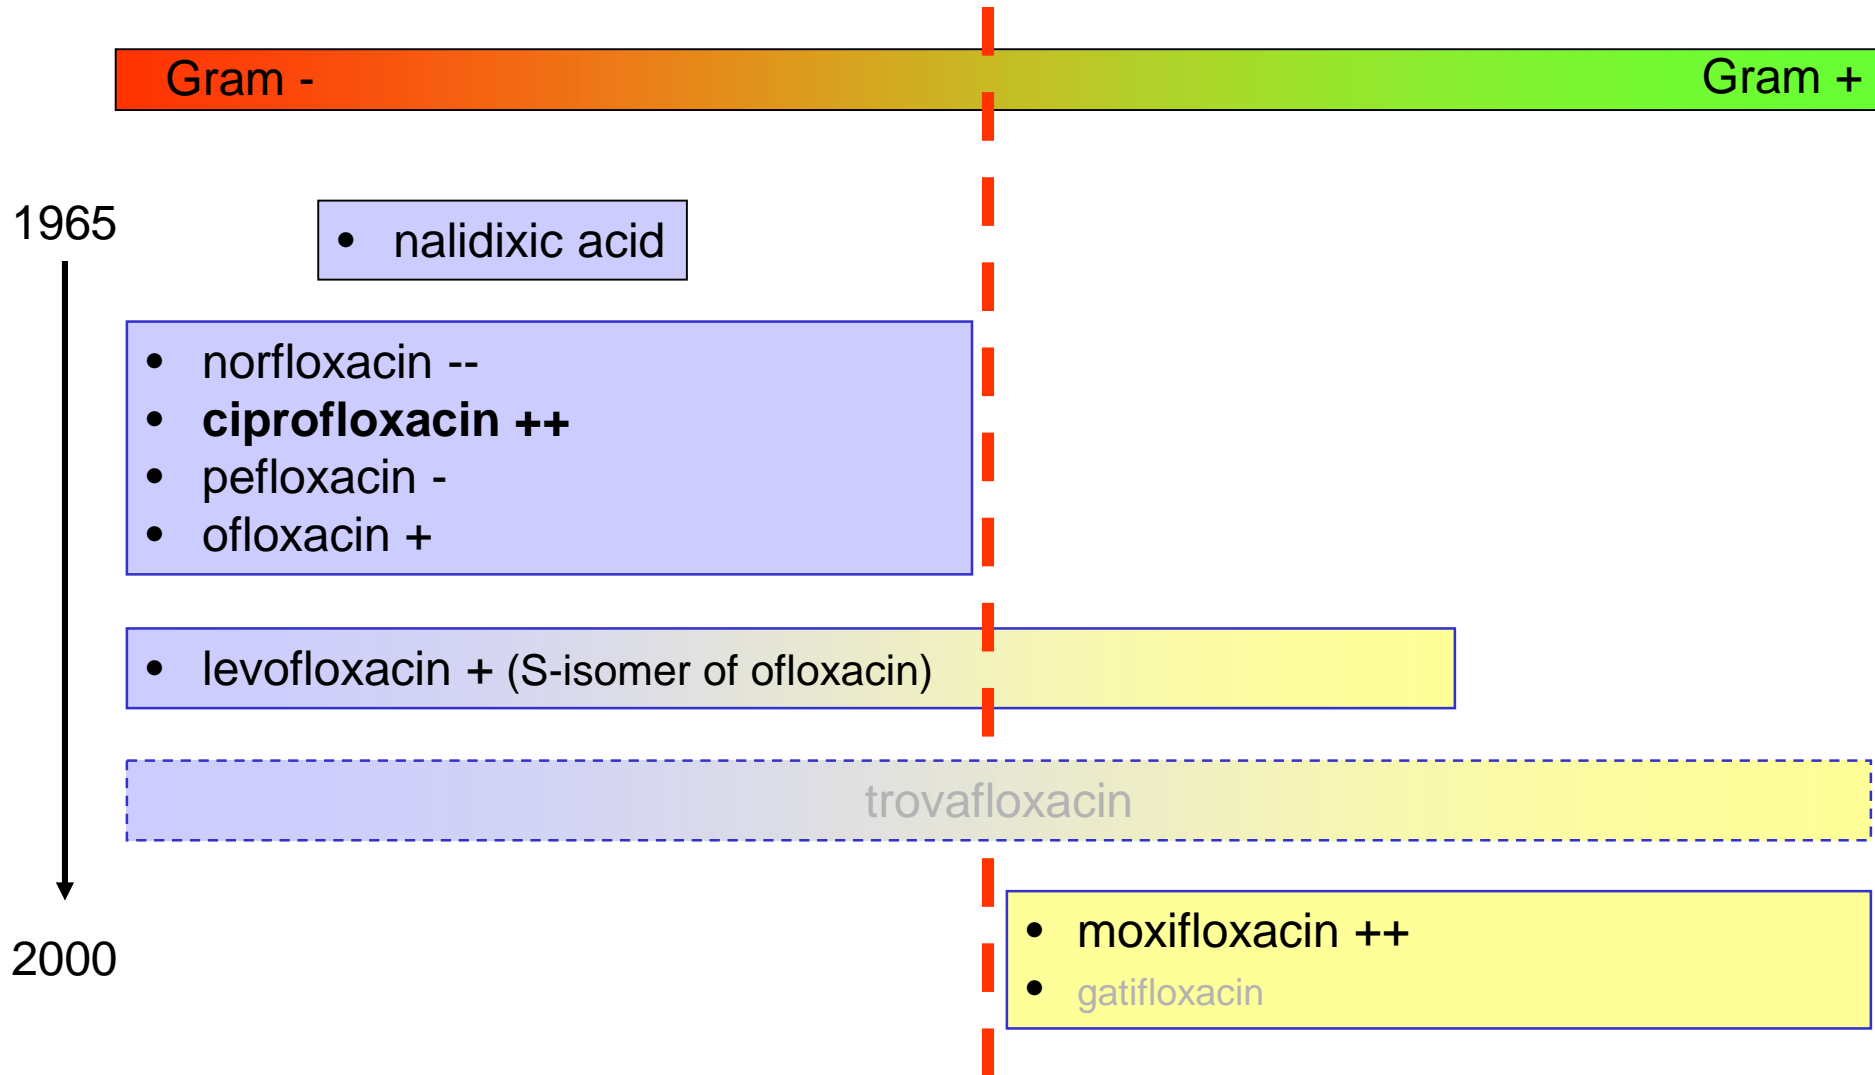 Gram - Gram +
1965
• nalidixic acid
• norfloxacin --
• ciprofloxacin ++
• pefloxacin -
• ofloxacin +
• levofloxacin + (S-isomer of ofloxacin)
trovafloxacin
• moxifloxacin ++
2000
• gatifloxacin